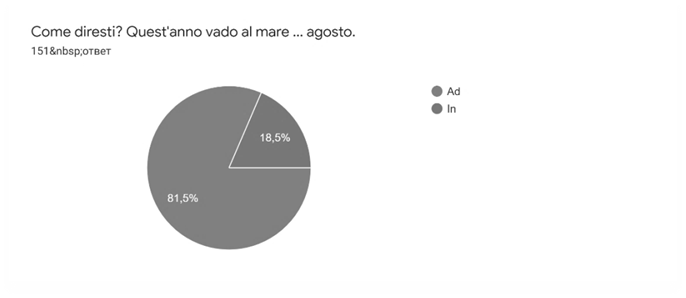 Come diresti? Quest'anno vado al mare ... agosto.
151&nbsp;ответ
Ad
In
18,5%
81,5%